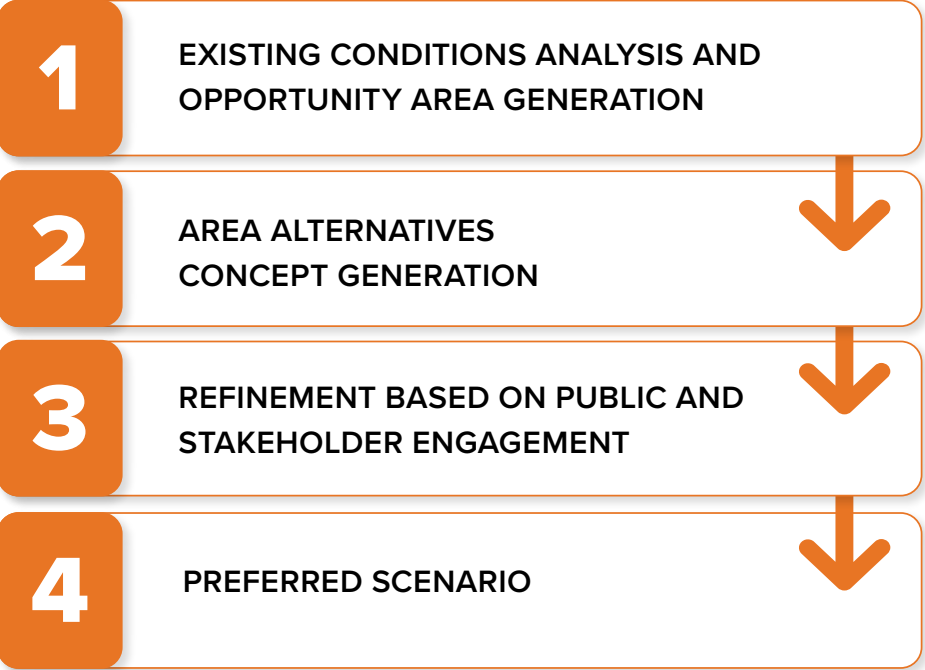 1
EXISTING CONDITIONS ANALYSIS AND
OPPORTUNITY AREA GENERATION
2
AREA ALTERNATIVES
CONCEPT GENERATION
3
REFINEMENT BASED ON PUBLIC AND
STAKEHOLDER ENGAGEMENT
4
PREFERRED SCENARIO